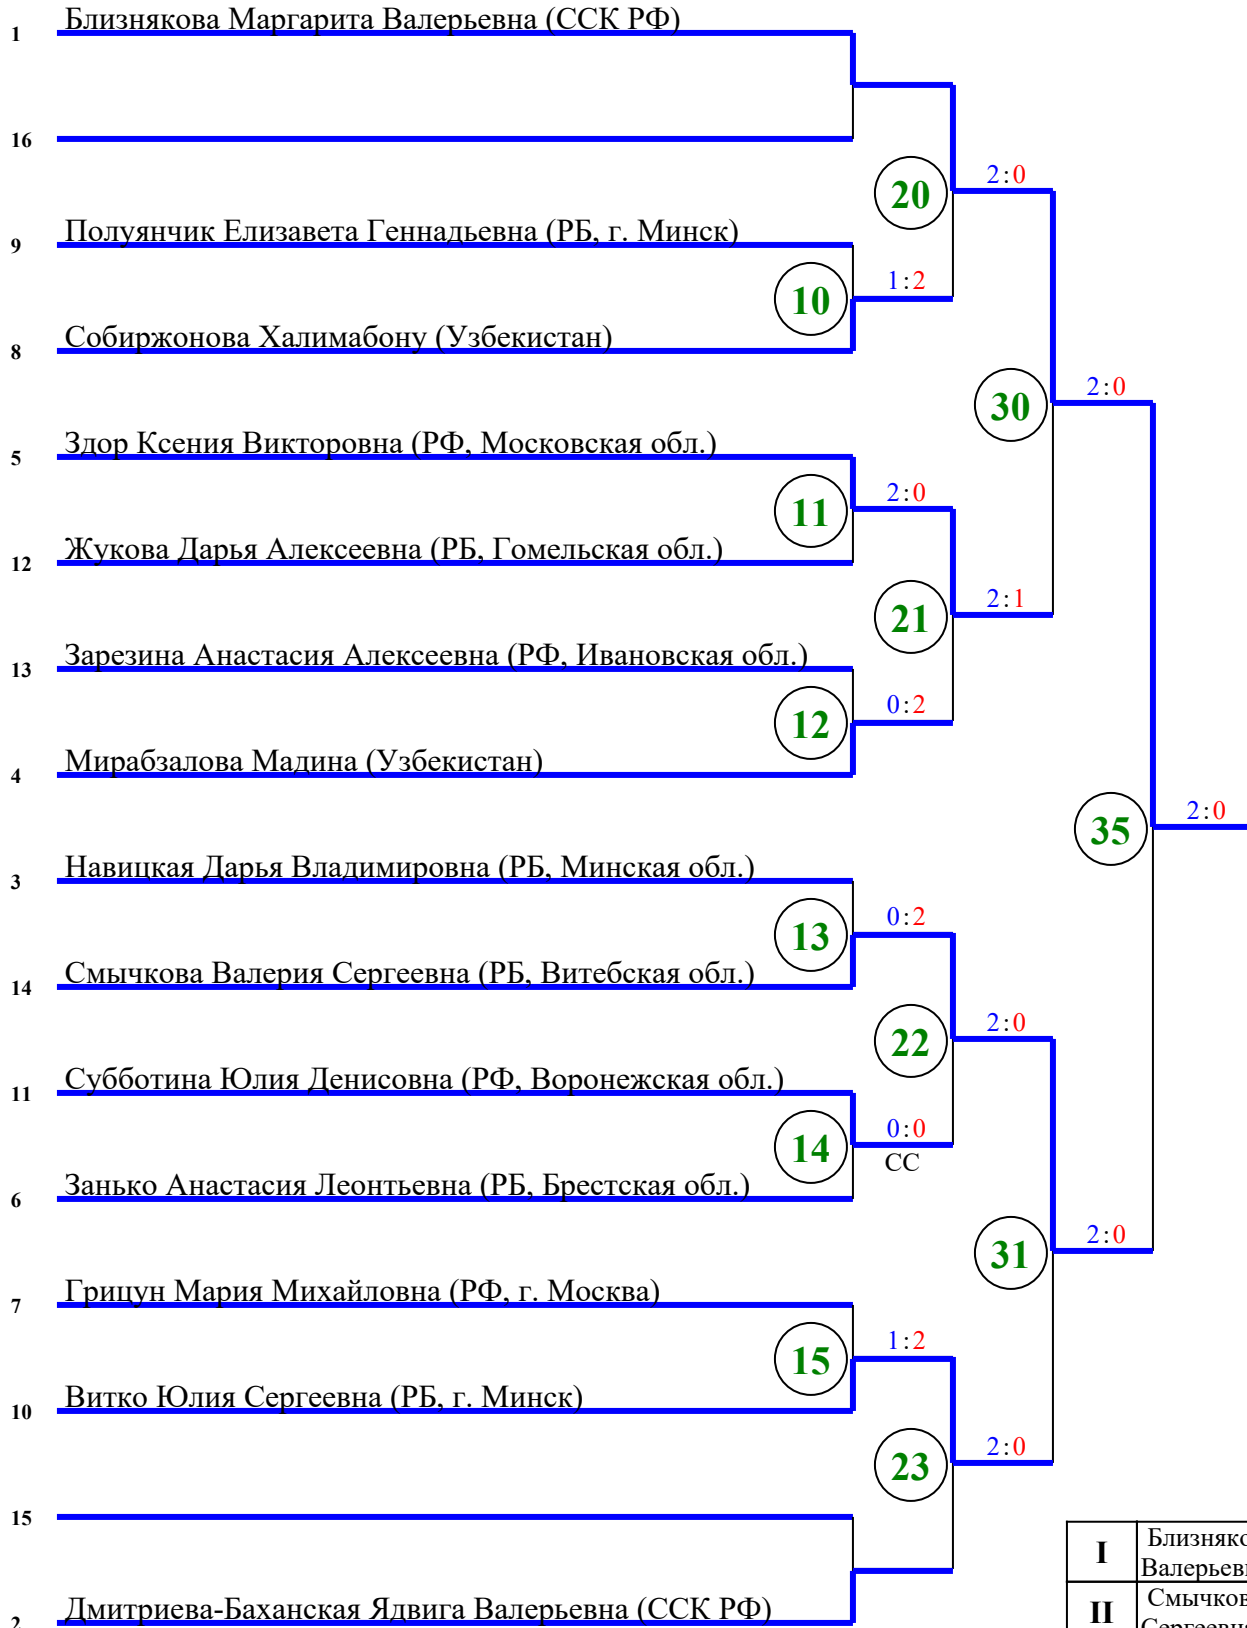 1 Близнякова Маргарита Валерьевна (ССК РФ)
16
20 2:0
9 Полуянчик Елизавета Геннадьевна (РБ, г. Минск)
10 1:2
8 Собиржонова Халимабону (Узбекистан)
30 2:0
5 Здор Ксения Викторовна (РФ, Московская обл.)
11 2:0
12 Жукова Дарья Алексеевна (РБ, Гомельская обл.)
21 2:1
13 Зарезина Анастасия Алексеевна (РФ, Ивановская обл.)
12 0:2
4 Мирабзалова Мадина (Узбекистан)
35 2:0
3 Навицкая Дарья Владимировна (РБ, Минская обл.)
13 0:2
14 Смычкова Валерия Сергеевна (РБ, Витебская обл.)
22 2:0
11 Субботина Юлия Денисовна (РФ, Воронежская обл.)
14 0:0
СС
6 Занько Анастасия Леонтьевна (РБ, Брестская обл.)
31 2:0
7 Грицун Мария Михайловна (РФ, г. Москва)
15 1:2
10 Витко Юлия Сергеевна (РБ, г. Минск)
23 2:0
15
I Близняко
Валерьевн
2 Дмитриева-Баханская Ядвига Валерьевна (ССК РФ)
II Смычков
Сергеевна